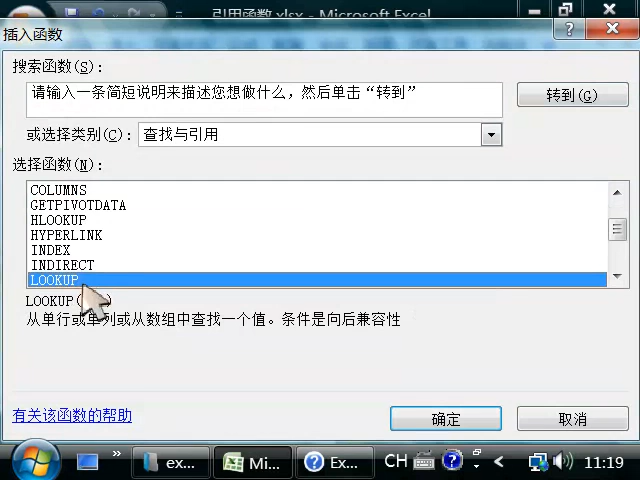 引用函数.xlsx - Microsoft Excel
插入函数
搜索函数(S):
请输入一条简短说明来描述您想做什么，然后单击“转到”
转到(G)
或选择类别(C):
查找与引用
选择函数(N):
COLUMNS
GETPIVOTDATA
HLOOKUP
HYPERLINK
INDEX
INDIRECT
LOOKUP
LOOKUP(
从单行或单列或从数组中查找一个值。条件是向后兼容性
有关该函数的帮助
确定
取消
ex...
Mi...
Ex...
CH
11:19